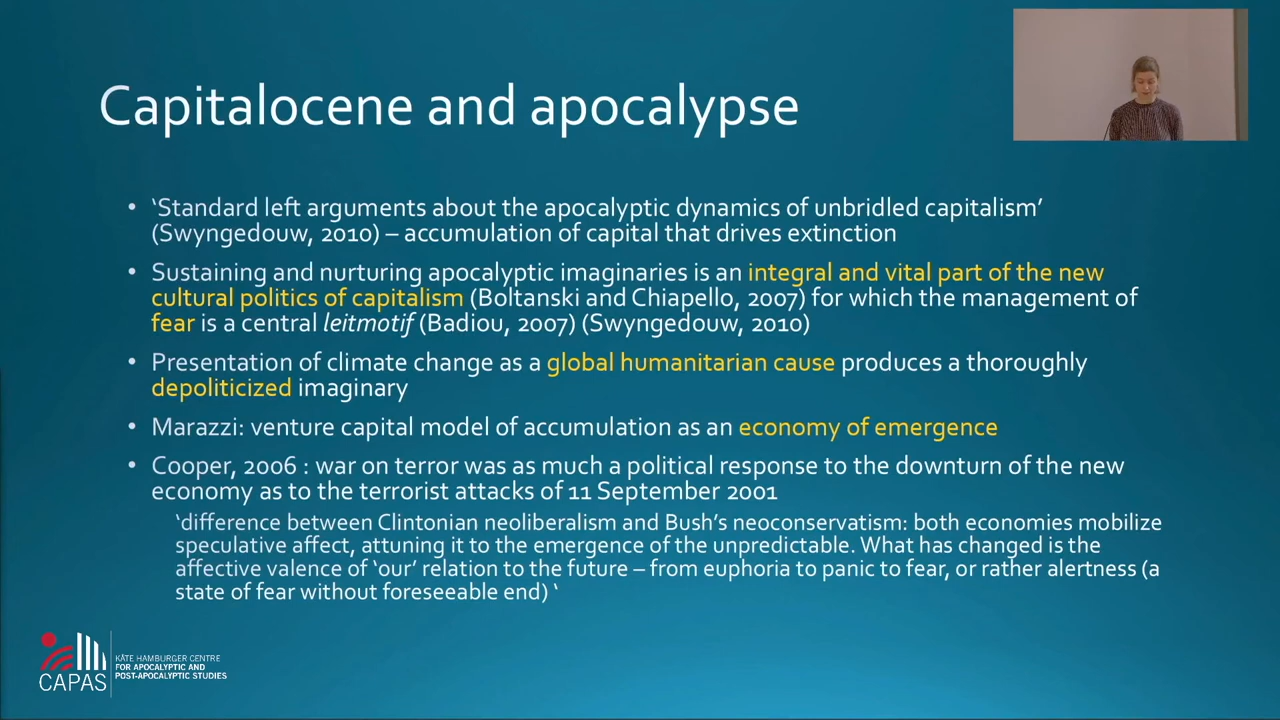 Capitalocene and apocalypse
• ‘Standard left arguments about the apocalyptic dynamics of unbridled capitalism’
(Swyngedouw, 2010) – accumulation of capital that drives extinction
• Sustaining and nurturing apocalyptic imaginaries is an integral and vital part of the new
cultural politics of capitalism (Boltanski and Chiapello, 2007) for which the management of
fear is a central leitmotif (Badiou, 2007) (Swyngedouw, 2010)
• Presentation of climate change as a global humanitarian cause produces a thoroughly
depoliticized imaginary
• Marazzi: venture capital model of accumulation as an economy of emergence
• Cooper, 2006 : war on terror was as much a political response to the downturn of the new
economy as to the terrorist attacks of 11 September 2001
‘difference between Clintonian neoliberalism and Bush’s neoconservatism: both economies mobilize
speculative affect, attuning it to the emergence of the unpredictable. What has changed is the
affective valence of ‘our’ relation to the future – from euphoria to panic to fear, or rather alertness (a
state of fear without foreseeable end) ‘
CAPAS
KÄTE HAMBURGER CENTRE
FOR APOCALYPTIC AND
POST-APOCALYPTIC STUDIES